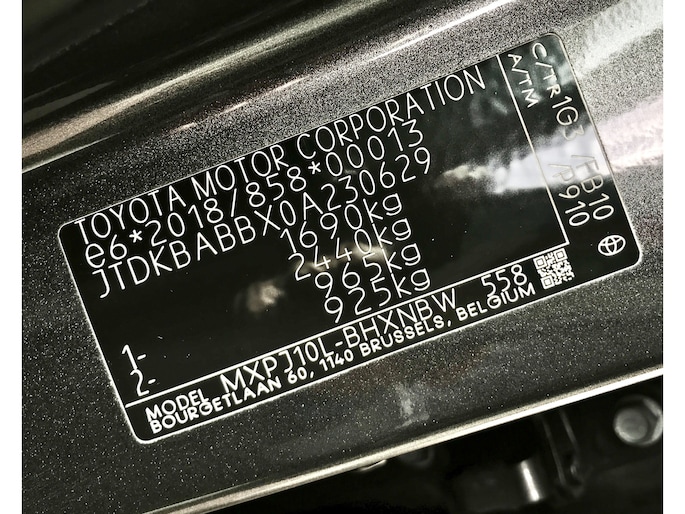 TOYOTA MOTOR CORPORATION
e6*2018/858*00013
JTDKBABBX0A230629
1690kg
2440kg
1- 965kg
2- 925kg
MODEL MXPJ10L-BHXNBW 558
BOURGETLAAN 60, 1140 BRUSSELS, BELGIUM
C/TR 1G3 /FB10
A/TM /P910